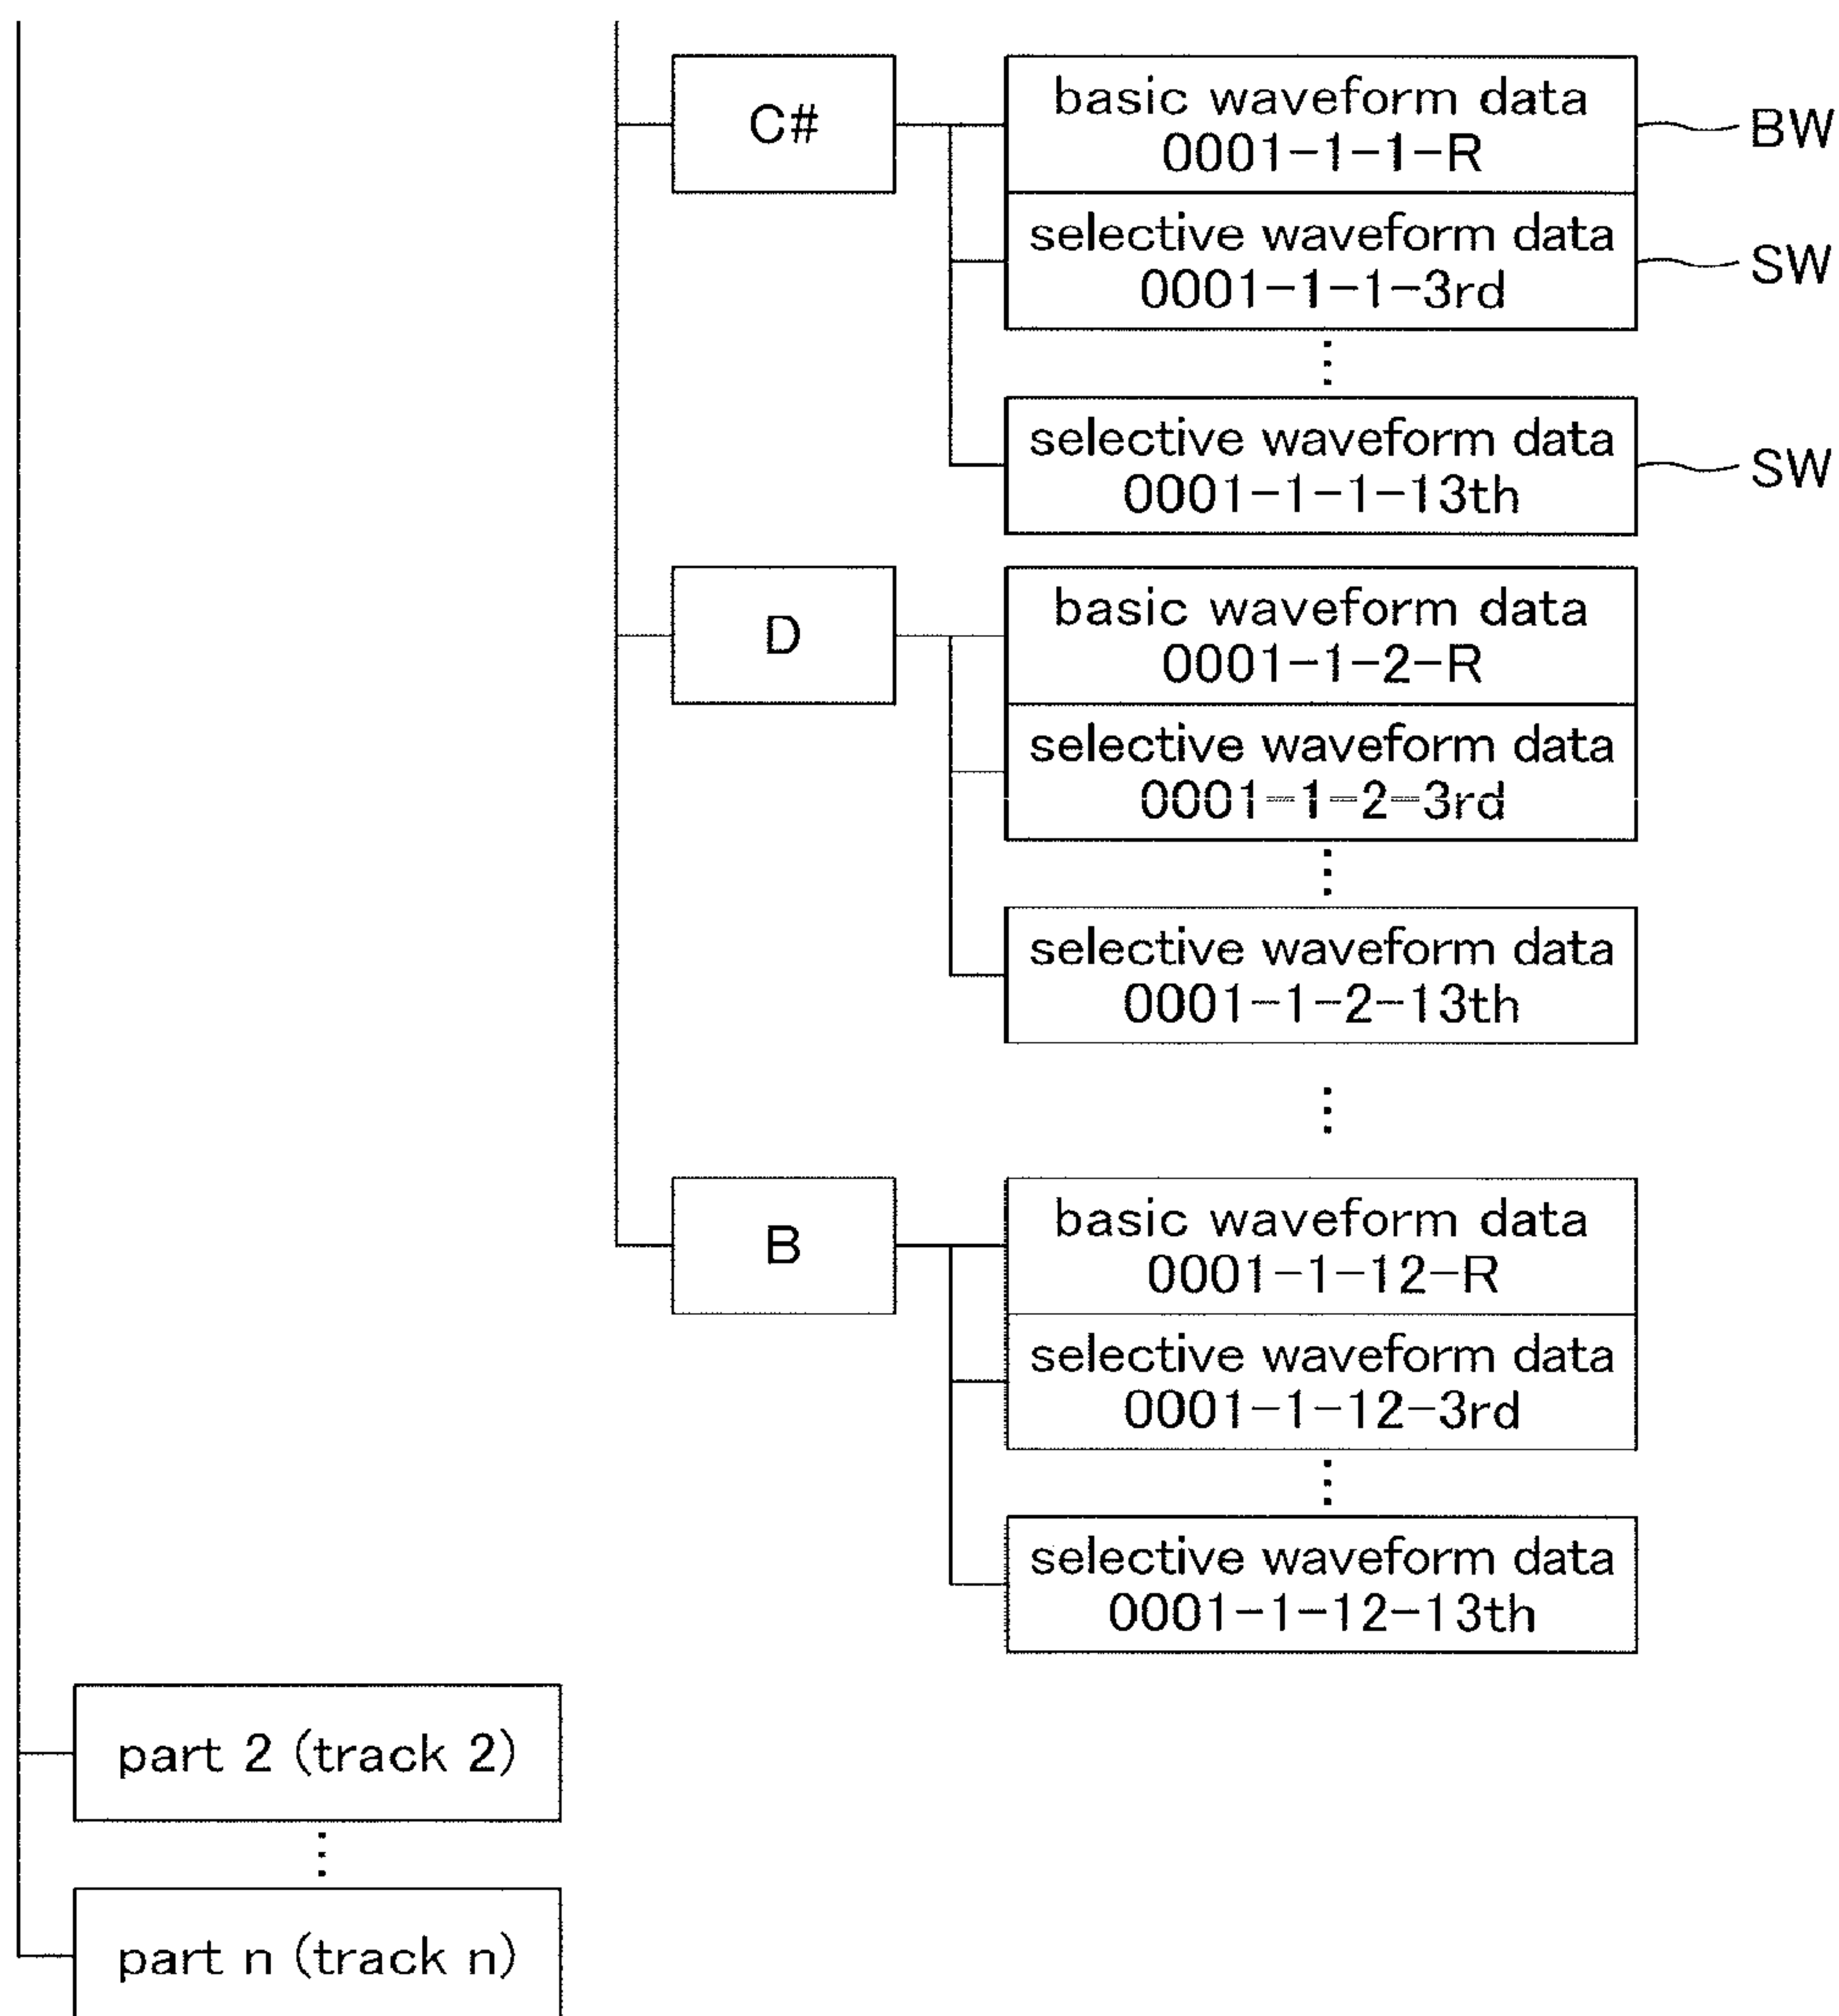 C#
basic waveform data
0001-1-1-R
BW
selective waveform data
0001-1-1-3rd
SW
selective waveform data
0001-1-1-13th
SW
D
basic waveform data
0001-1-2-R
selective waveform data
0001-1-2-3rd
selective waveform data
0001-1-2-13th
B
basic waveform data
0001-1-12-R
selective waveform data
0001-1-12-3rd
selective waveform data
0001-1-12-13th
part 2 (track 2)
part n (track n)